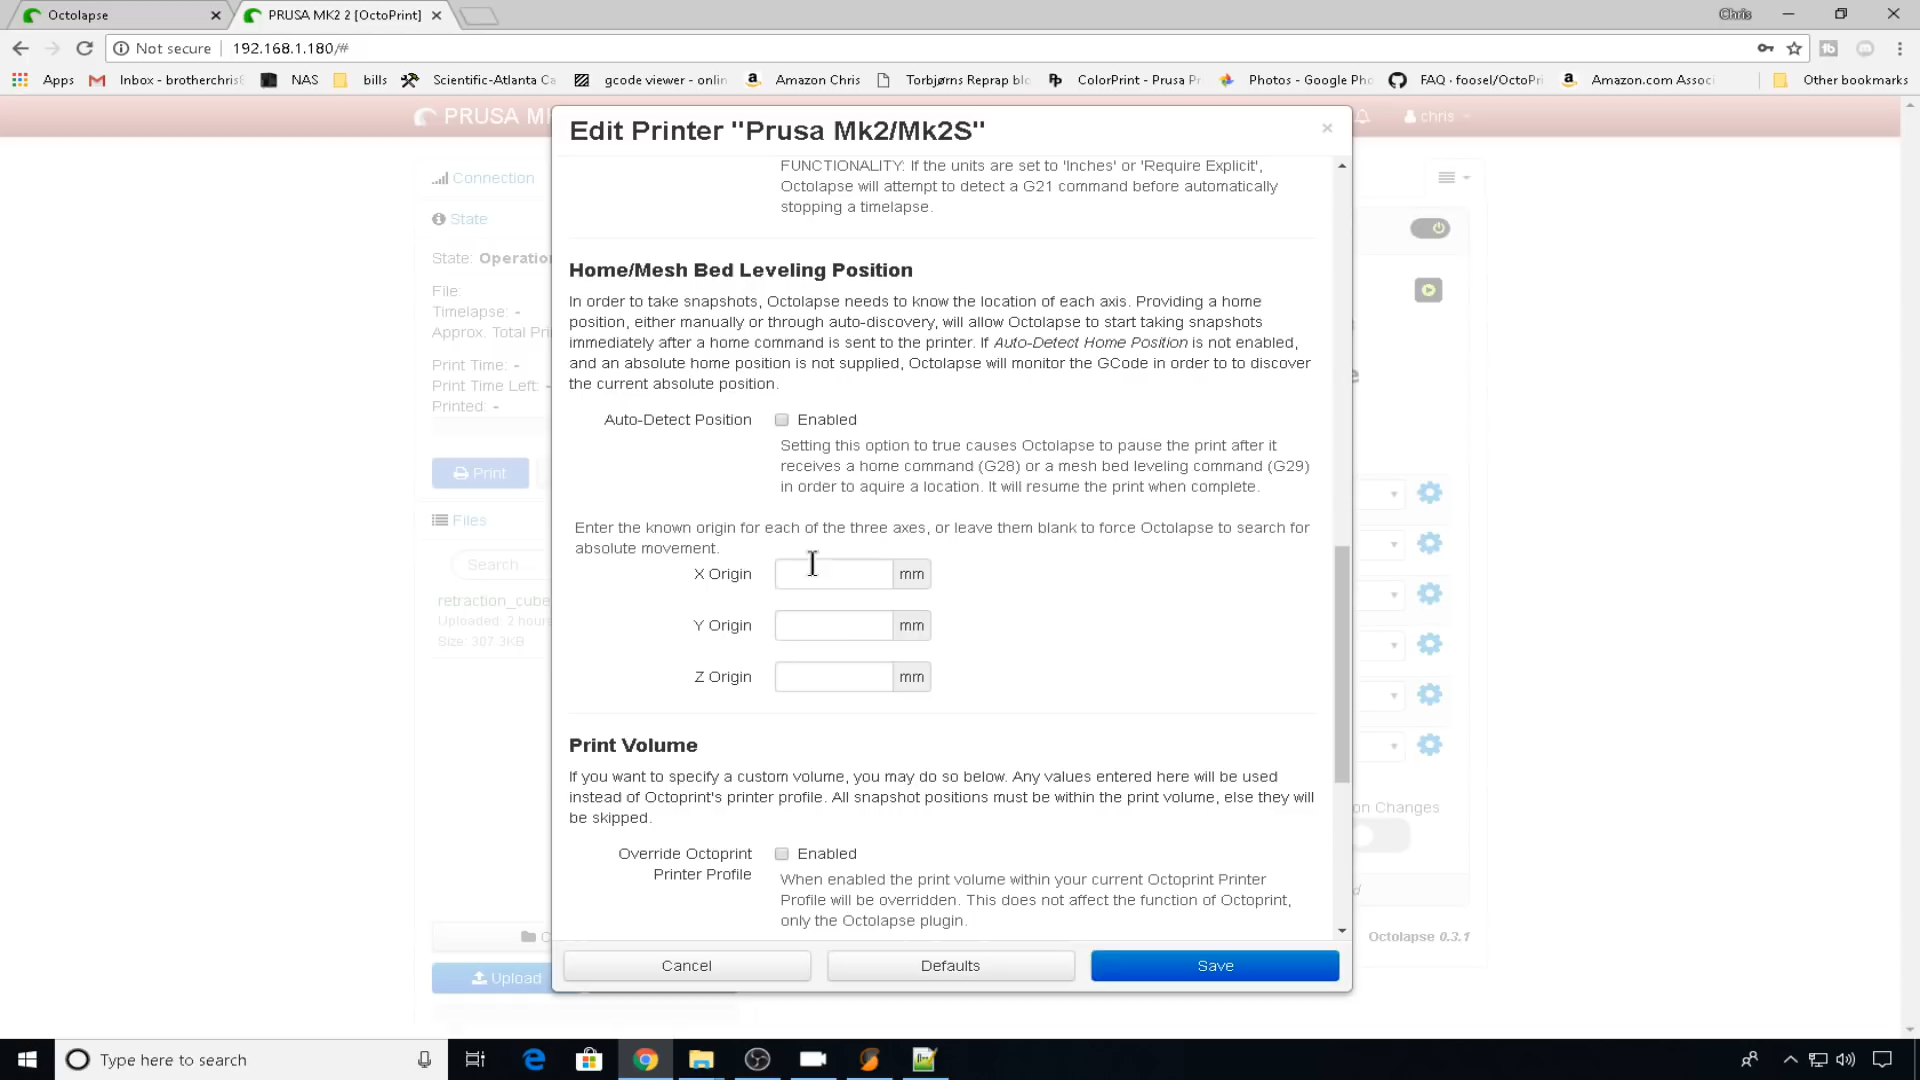 Octolapse
PRUSA MK2 2 [OctoPrint]
Chris
Not secure
192.168.1.180/#
Apps
Inbox - brotherchris8
NAS
bills
Scientific-Atlanta Ca
gcode viewer - onlin
Amazon Chris
Torbjørns Reprap blo
ColorPrint - Prusa Pr
Photos - Google Pho
FAQ · foosel/OctoPri
Amazon.com Associ
Other bookmarks
PRUSA M
chris
Connection
State
State: Operatio
File:
Timelapse: -
Approx. Total Pri
Print Time: -
Print Time Left: -
Printed: -
Print
Files
Search...
retraction_cube
Uploaded: 2 hours
Size: 307.3KB
Upload
Edit Printer "Prusa Mk2/Mk2S"
FUNCTIONALITY: If the units are set to 'Inches' or 'Require Explicit',
Octolapse will attempt to detect a G21 command before automatically
stopping a timelapse.
Home/Mesh Bed Leveling Position
In order to take snapshots, Octolapse needs to know the location of each axis. Providing a home
position, either manually or through auto-discovery, will allow Octolapse to start taking snapshots
immediately after a home command is sent to the printer. If Auto-Detect Home Position is not enabled,
and an absolute home position is not supplied, Octolapse will monitor the GCode in order to to discover
the current absolute position.
Auto-Detect Position
Enabled
Setting this option to true causes Octolapse to pause the print after it
receives a home command (G28) or a mesh bed leveling command (G29)
in order to aquire a location. It will resume the print when complete.
Enter the known origin for each of the three axes, or leave them blank to force Octolapse to search for
absolute movement.
X Origin
mm
Y Origin
mm
Z Origin
mm
Print Volume
If you want to specify a custom volume, you may do so below. Any values entered here will be used
instead of Octoprint's printer profile. All snapshot positions must be within the print volume, else they will
be skipped.
Override Octoprint
Printer Profile
Enabled
When enabled the print volume within your current Octoprint Printer
Profile will be overridden. This does not affect the function of Octoprint,
only the Octolapse plugin.
Cancel
Defaults
Save
on Changes
Octolapse 0.3.1
Type here to search